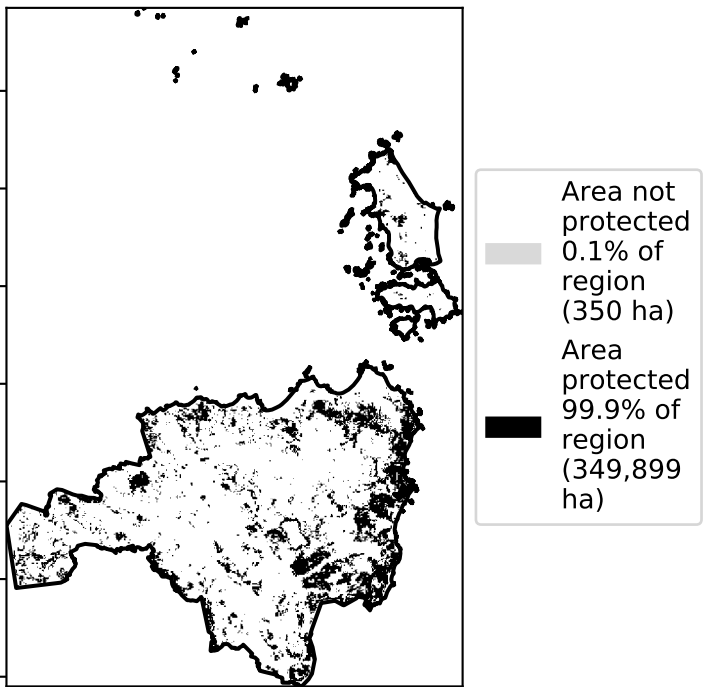 Area not
protected
0.1% of
region
(350 ha)
Area
protected
99.9% of
region
(349,899
ha)